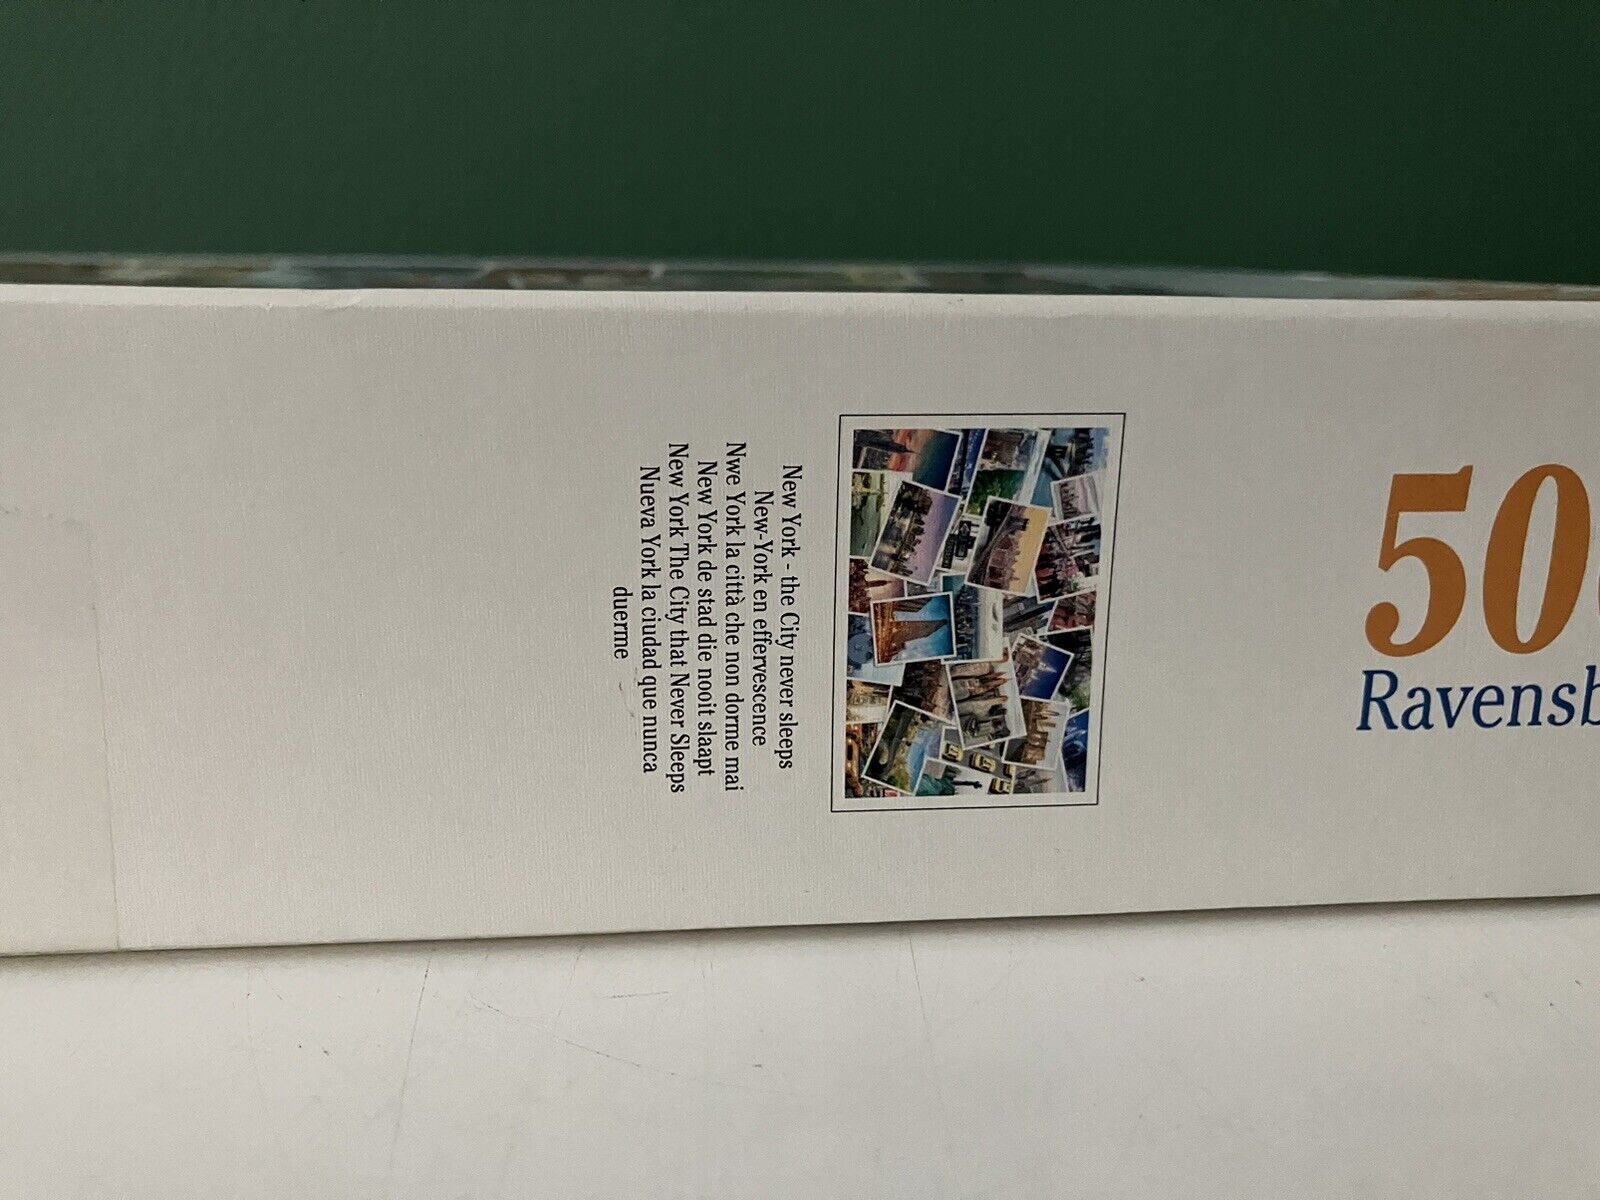 New York - the City never sleeps
New-York en effervescence
Nwe York la città che non dorme mai
New York de stad die nooit slaapt
New York The City that Never Sleeps
Nueva York la ciudad que nunca
duerme
50
Ravensb